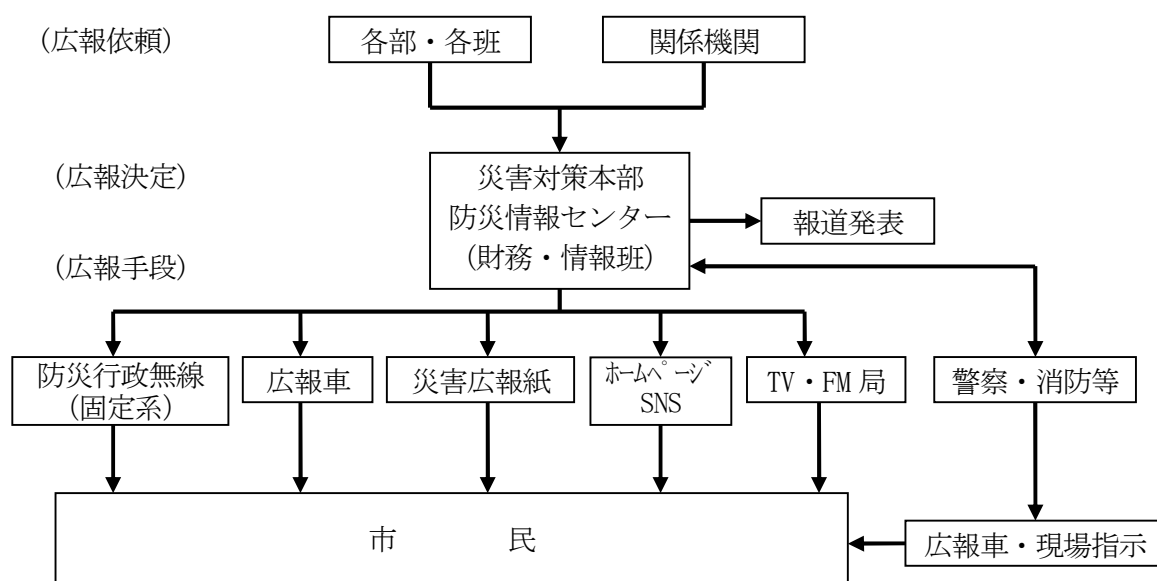 (広報依頼)
各部・各班
関係機関
(広報決定)
災害対策本部
防災情報センター
(財務・情報班)
報道発表
(広報手段)
防災行政無線
(固定系)
広報車
災害広報紙
ﾎｰﾑﾍﾟｰｼﾞ
SNS
TV・FM 局
警察・消防等
市　　　民
広報車・現場指示